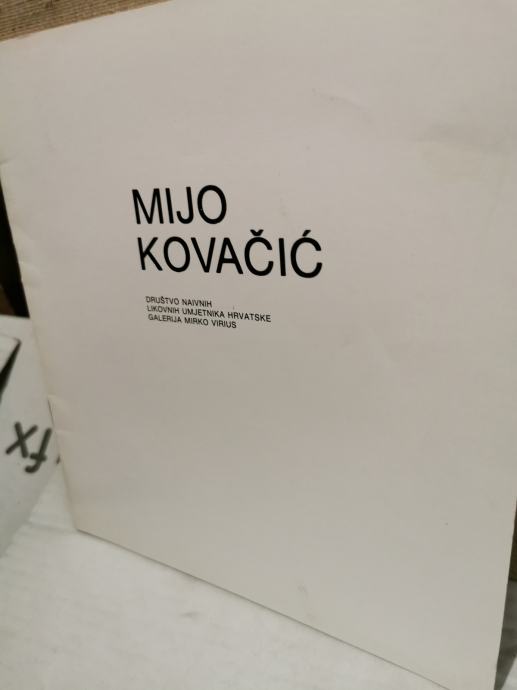 MIJO
KOVAČIĆ
DRUŠTVO NAIVNIH
LIKOVNIH UMJETNIKA HRVATSKE
GALERIJA MIRKO VIRIUS